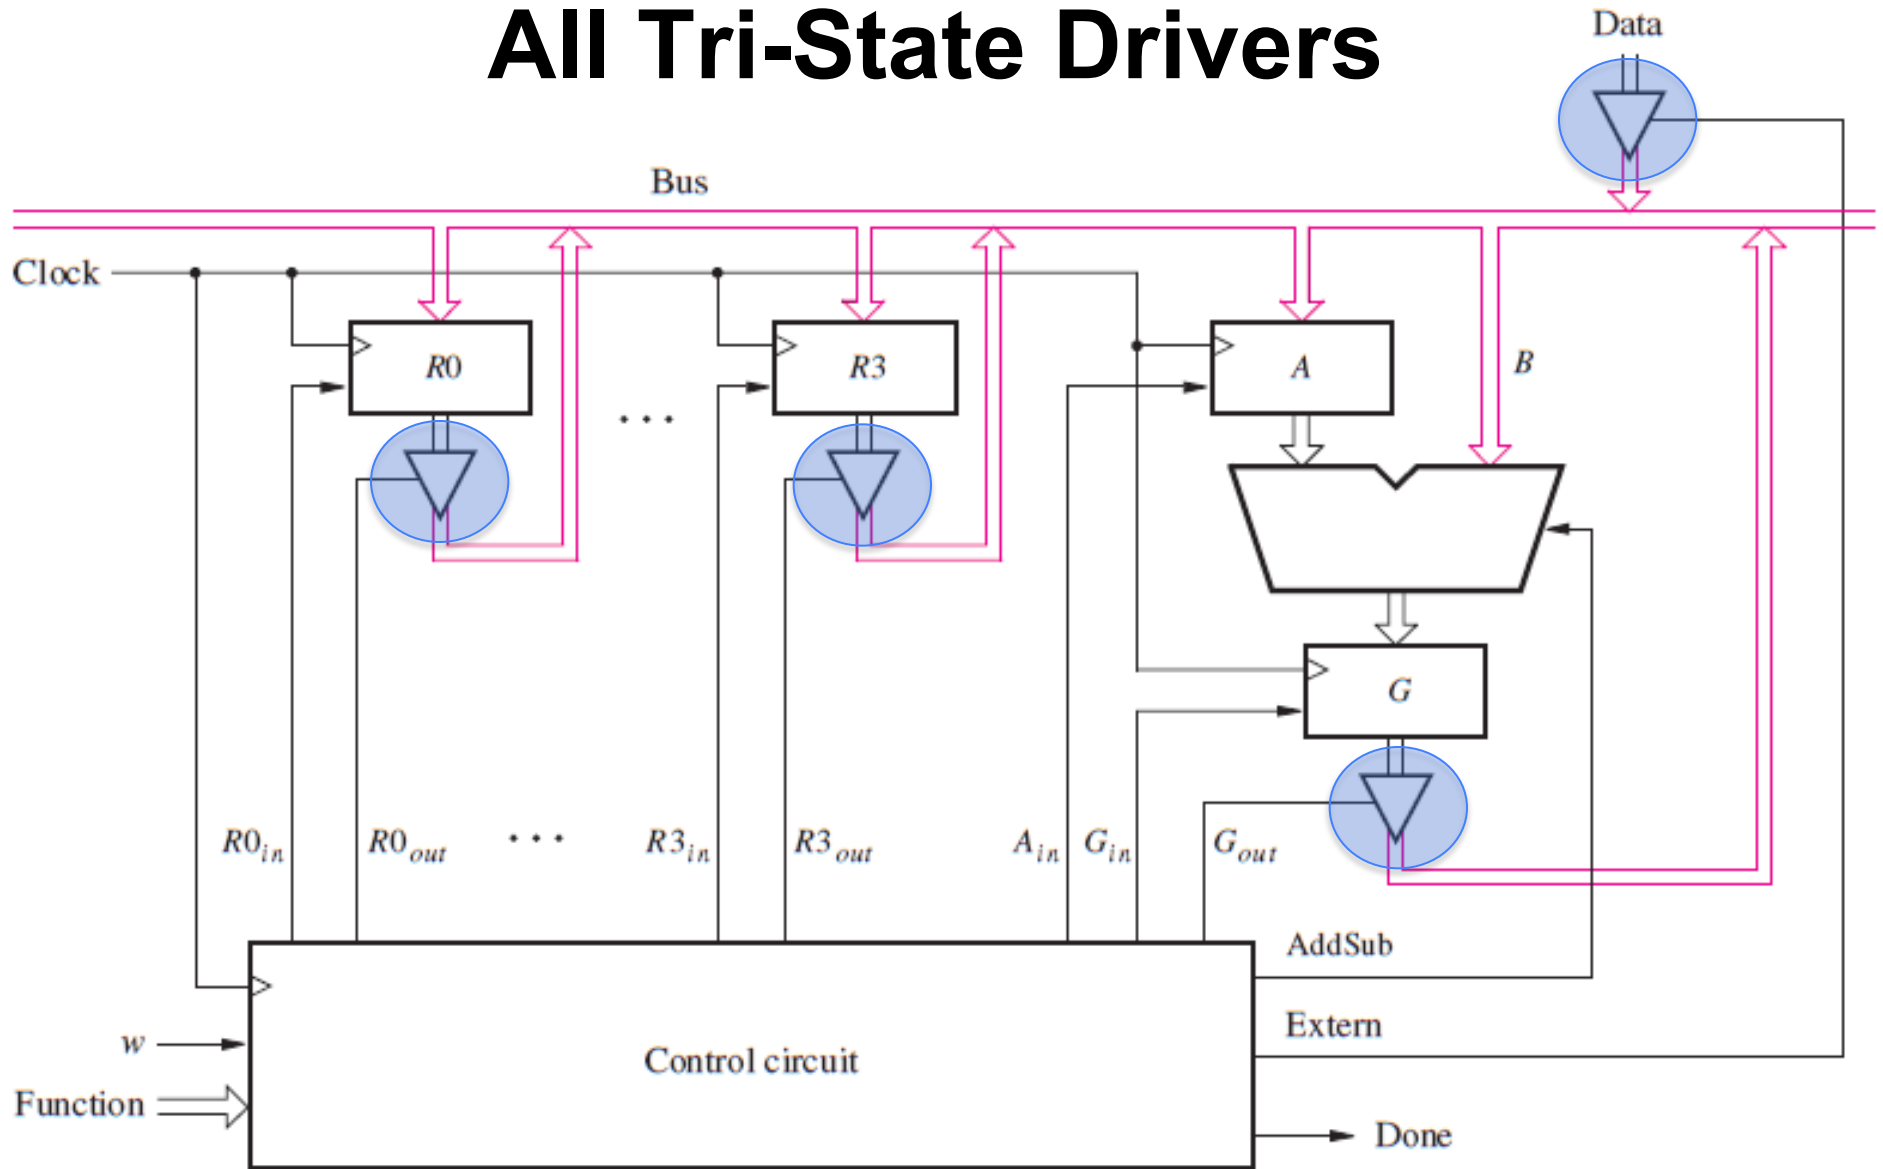 All Tri-State Drivers
Data
Bus
Clock
R0
R3
A
B
...
G
R0in
R0out
...
R3in
R3out
Ain
Gin
Gout
AddSub
Extern
w
Control circuit
Function
Done